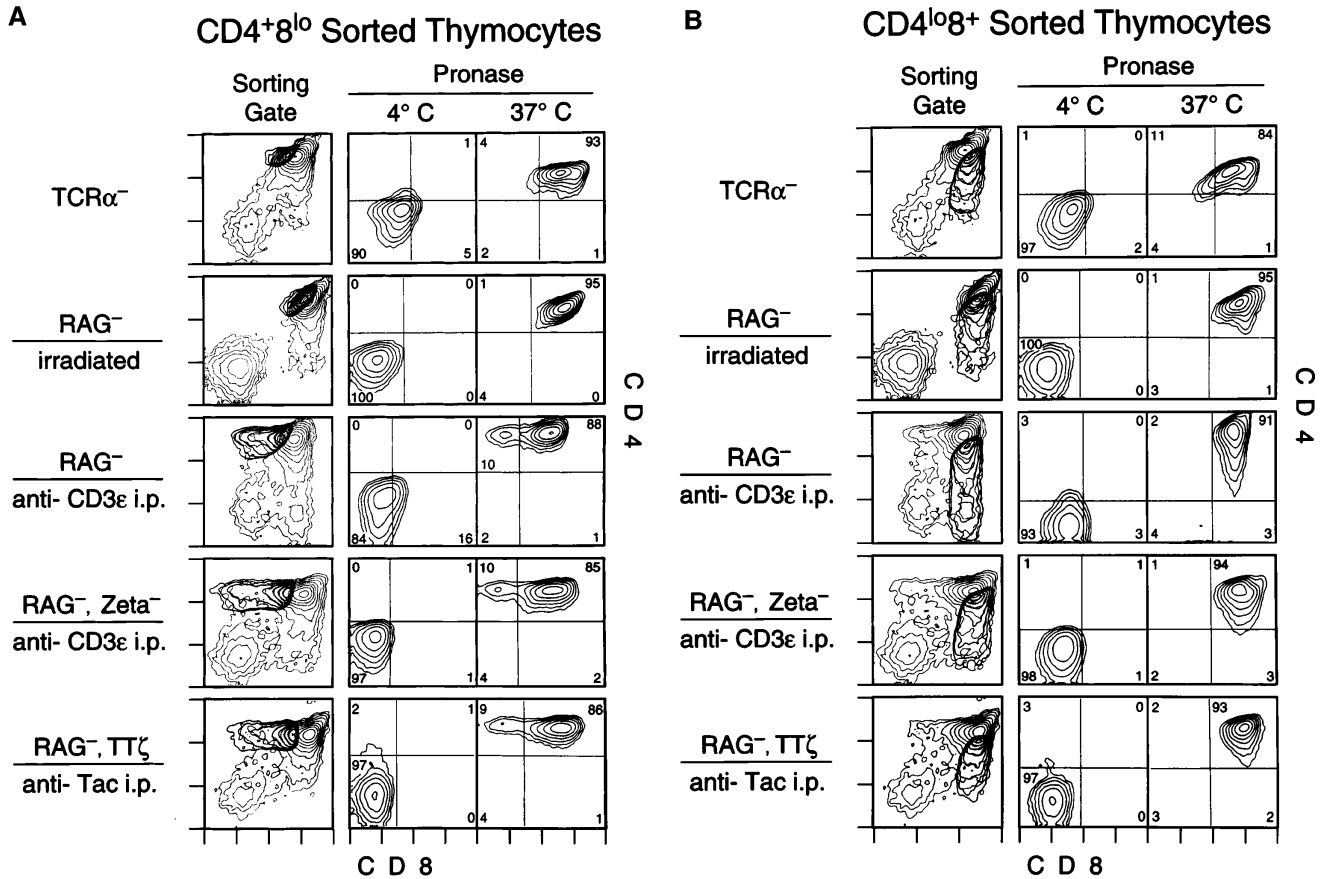 A
CD4⁺8ˡᵒ Sorted Thymocytes
Sorting Gate
Pronase
4° C
37° C
TCRα⁻
1 4 93
90 5 2 1
RAG⁻
irradiated
0 0 1 95
100 0 4 0
RAG⁻
anti- CD3ε i.p.
0 0 88
10
84 16 2 1
RAG⁻, Zeta⁻
anti- CD3ε i.p.
0 1 10 85
97 1 4 2
RAG⁻, TTζ
anti- Tac i.p.
2 1 9 86
97
0 4 1
CD8
CD4
B
CD4ˡᵒ8⁺ Sorted Thymocytes
Sorting Gate
Pronase
4° C
37° C
TCRα⁻
1 0 11 84
97 2 4 1
RAG⁻
irradiated
0 0 1 95
100
0 3 1
RAG⁻
anti- CD3ε i.p.
3 0 2 91
93 3 4 3
RAG⁻, Zeta⁻
anti- CD3ε i.p.
1 1 1 94
98 1 2 3
RAG⁻, TTζ
anti- Tac i.p.
3 0 2 93
97
0 3 2
CD8
CD4